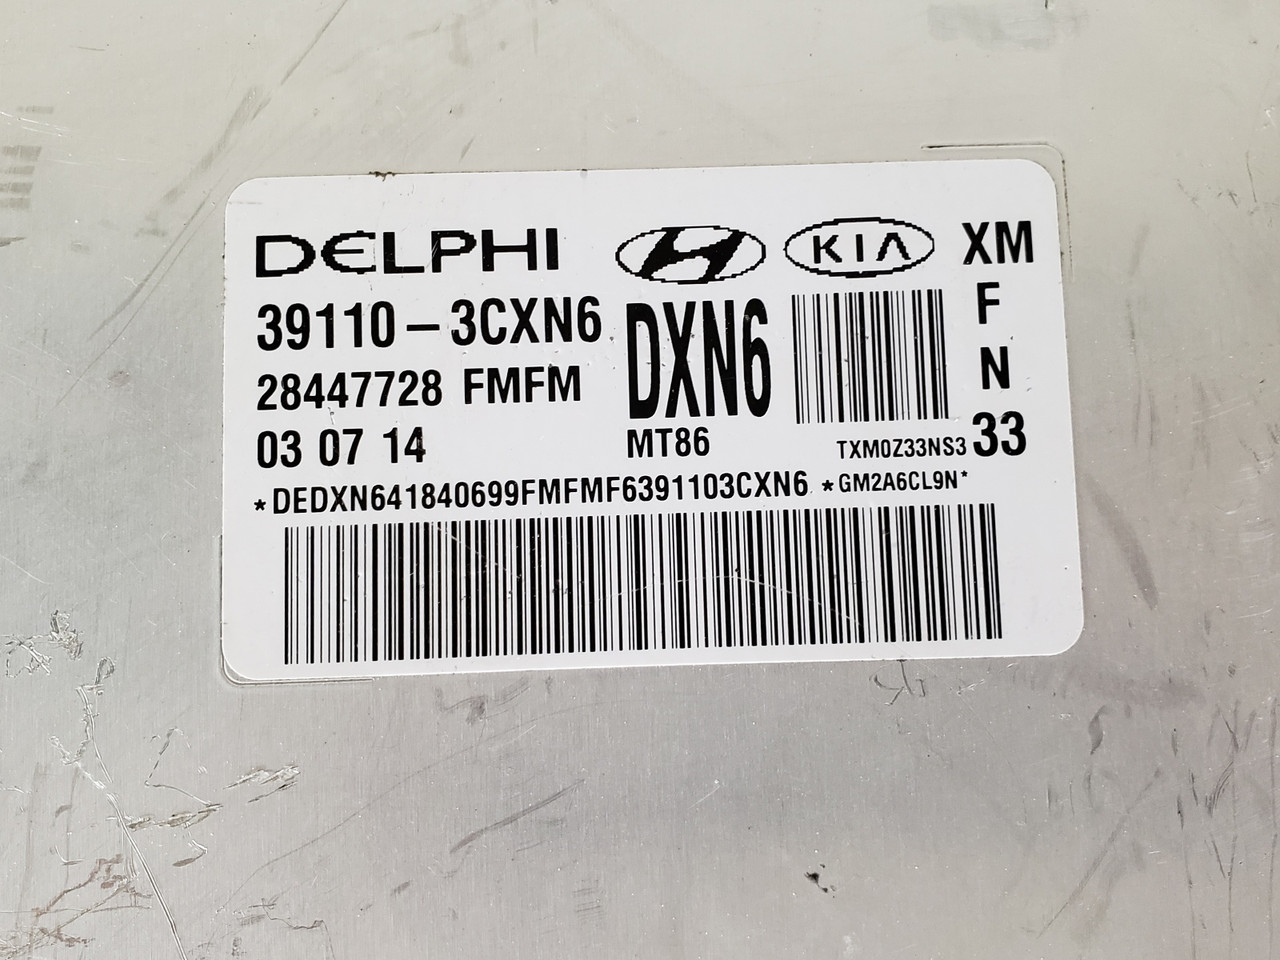 DELPHI KIA XM
39110-3CXN6 DXN6 F
28447728 FMFM N
03 07 14 MT86 TXM0Z33NS3 33
*DEDXN641840699FMFMF6391103CXN6 *GM2A6CL9N*